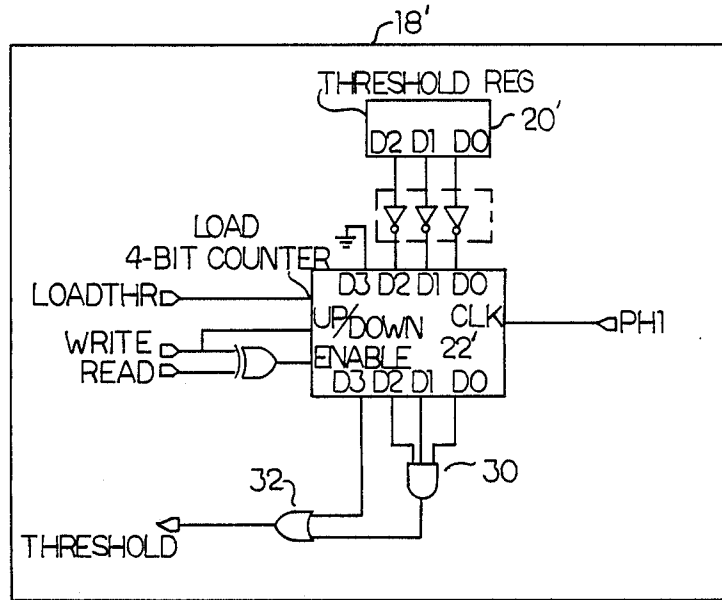 18'
THRESHOLD REG
20'
D2 D1 D0
LOAD
4-BIT COUNTER
D3 D2 D1 D0
LOADTHR
UP/DOWN CLK
PH1
WRITE
22'
READ
ENABLE
D3 D2 D1 D0
30
32
THRESHOLD